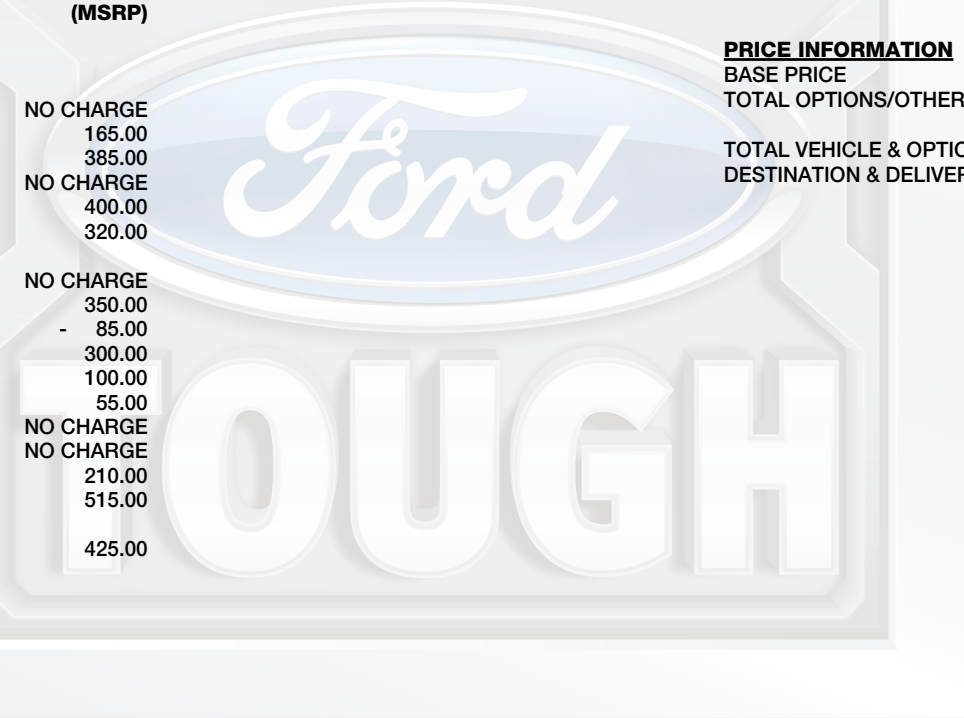 (MSRP)
NO CHARGE
165.00
385.00
NO CHARGE
400.00
320.00
NO CHARGE
350.00
- 85.00
300.00
100.00
55.00
NO CHARGE
NO CHARGE
210.00
515.00
425.00
PRICE INFORMATION
BASE PRICE
TOTAL OPTIONS/OTHER
TOTAL VEHICLE & OPTIO
DESTINATION & DELIVER
Ford
TOUGH